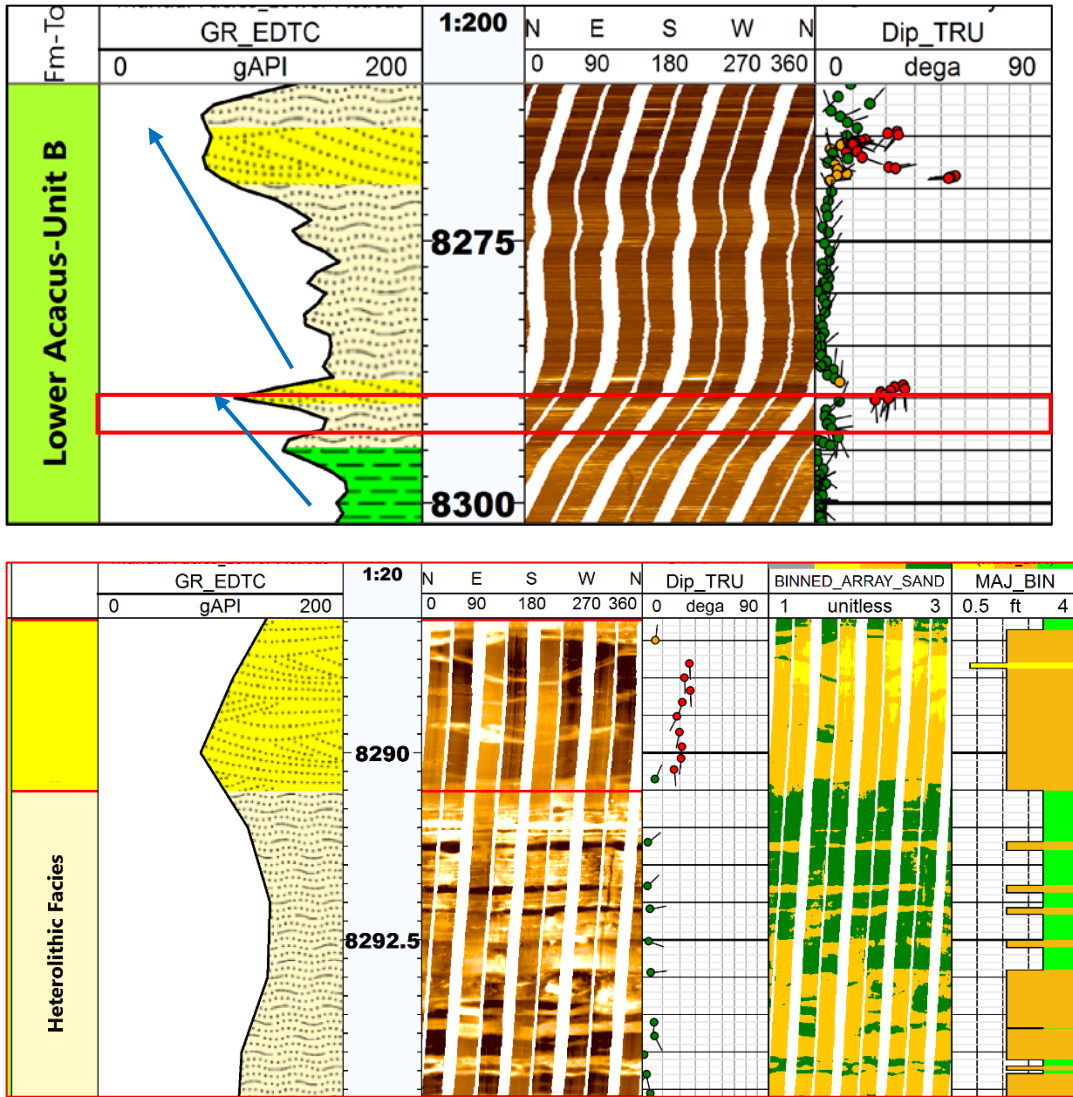 Fm-To
GR_EDTC
0 gAPI 200
1:200
N E S W N
0 90 180 270 360
Dip_TRU
0 dega 90
Lower Acacus-Unit B
8275
8300
GR_EDTC
0 gAPI 200
1:20
N E S W N
0 90 180 270 360
Dip_TRU
0 dega 90
BINNED_ARRAY_SAND
1 unitless 3
MAJ_BIN
0.5 ft 4
8290
8292.5
Heterolithic Facies